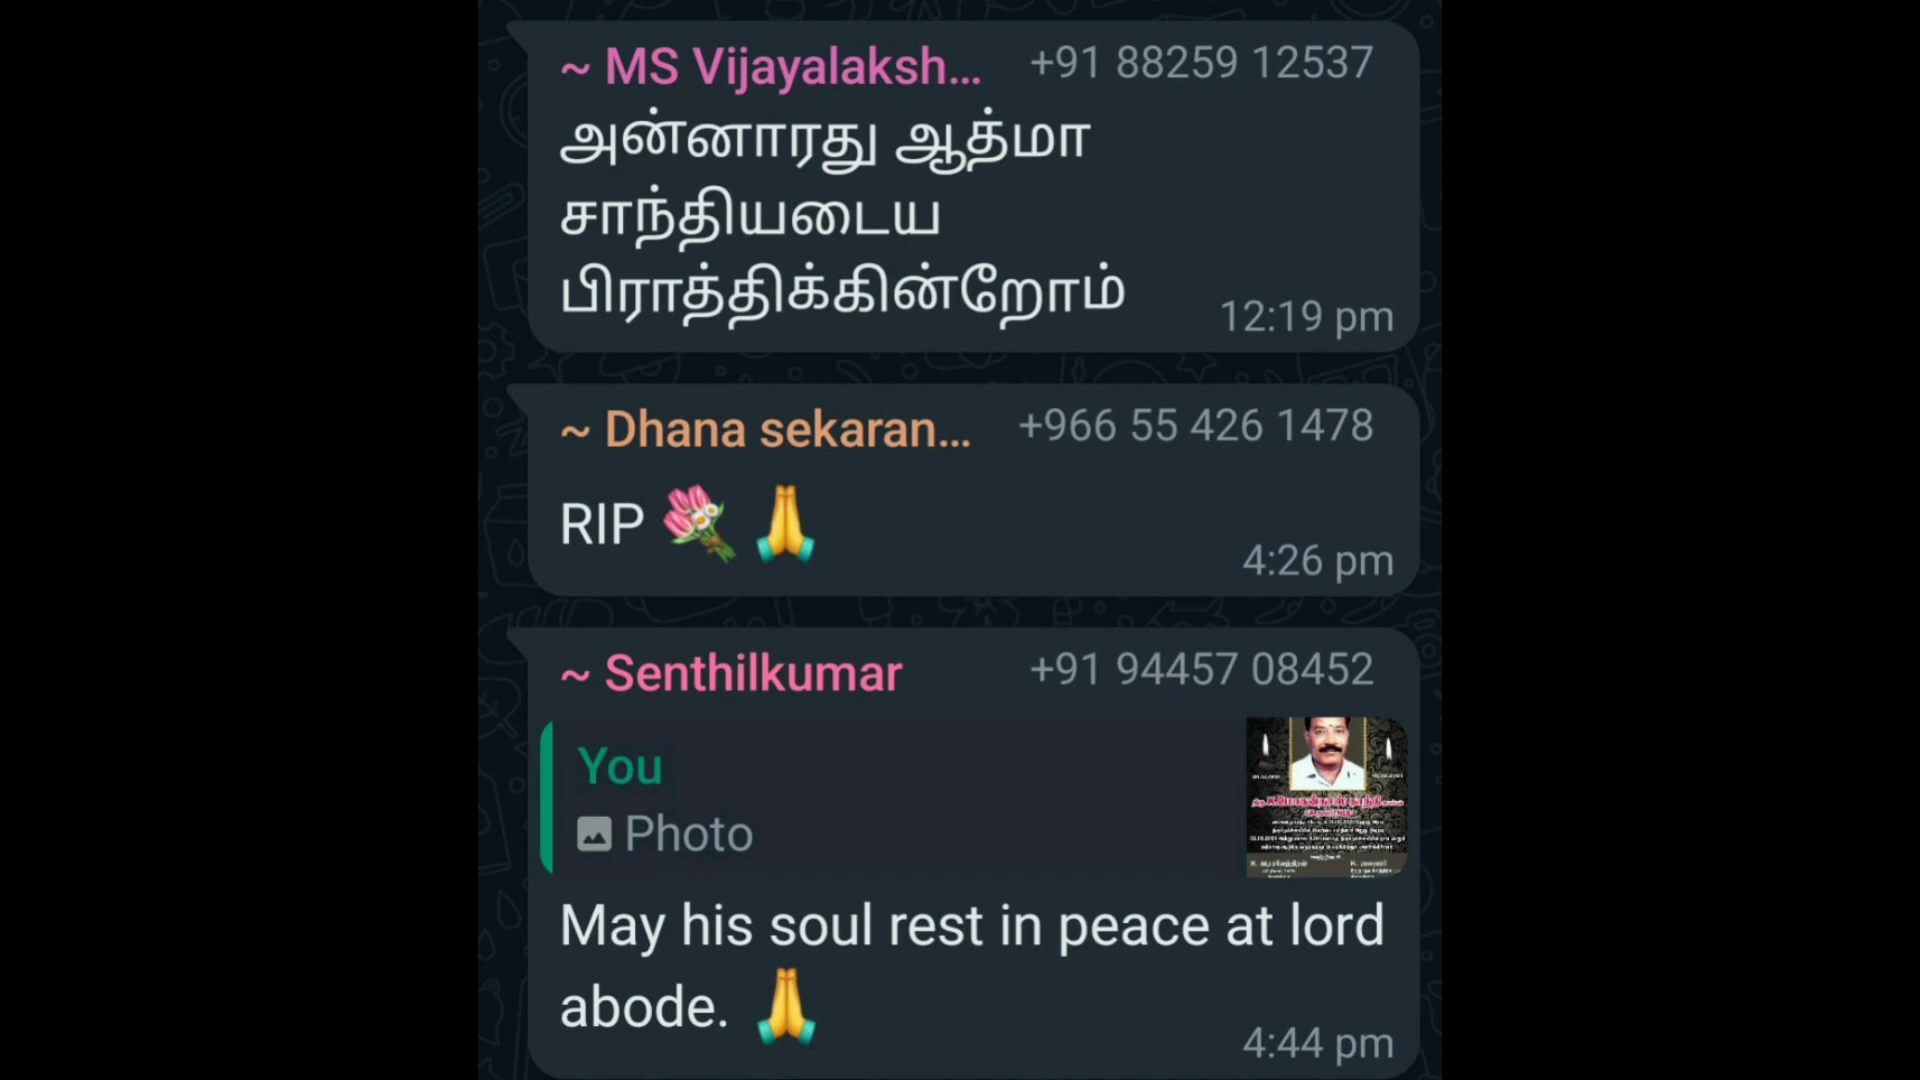 ~ MS Vijayalaksh... +91 88259 12537
அன்னாரது ஆத்மா
சாந்தியடைய
பிராத்திக்கின்றோம்
12:19 pm
~ Dhana sekaran... +966 55 426 1478
RIP 💐 🙏
4:26 pm
~ Senthilkumar +91 94457 08452
You
Photo
May his soul rest in peace at lord
abode. 🙏
4:44 pm